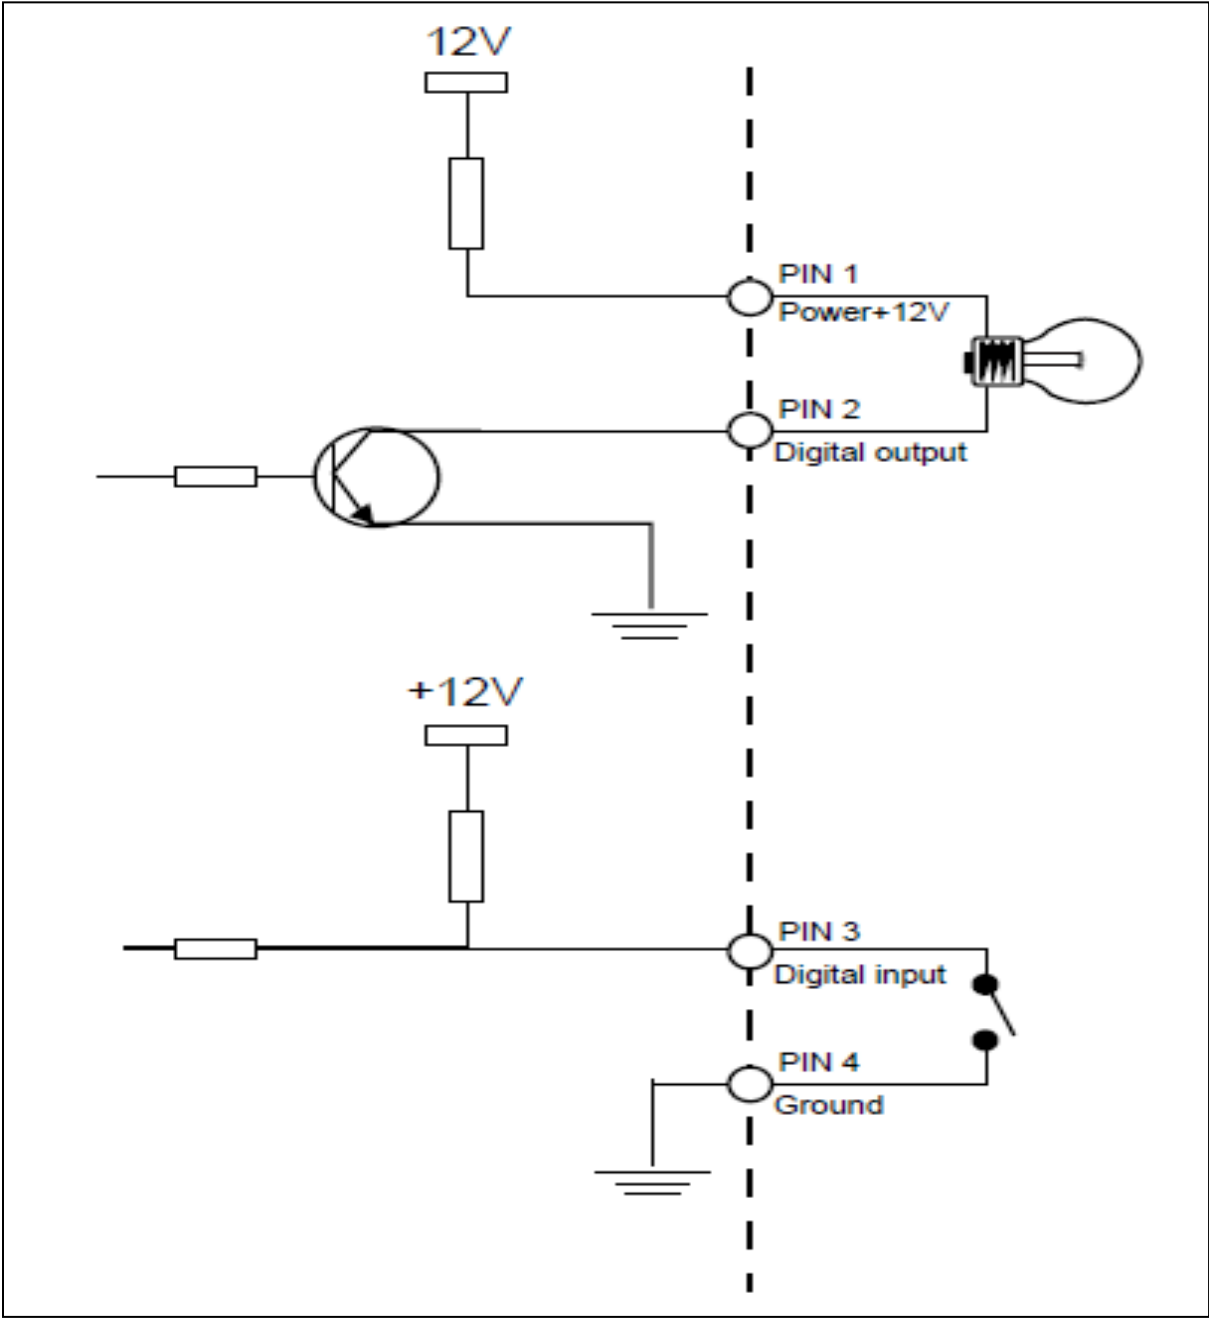 12V
PIN 1
Power+12V
PIN 2
Digital output
+12V
PIN 3
Digital input
PIN 4
Ground